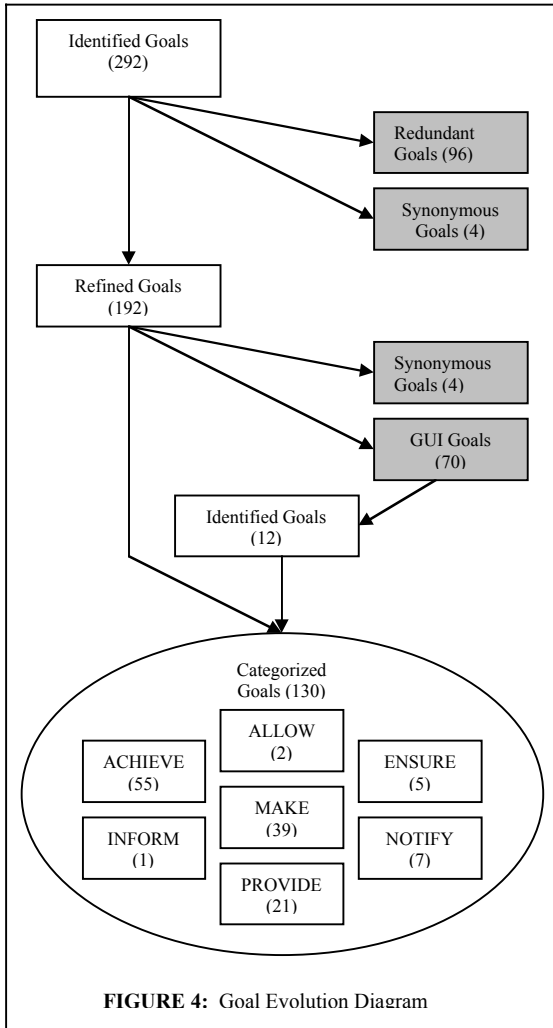 Identified Goals
(292)
Redundant
Goals (96)
Synonymous
Goals (4)
Refined Goals
(192)
Synonymous
Goals (4)
GUI Goals
(70)
Identified Goals
(12)
Categorized
Goals (130)
ALLOW
(2)
ACHIEVE
(55)
ENSURE
(5)
MAKE
(39)
INFORM
(1)
NOTIFY
(7)
PROVIDE
(21)
FIGURE 4: Goal Evolution Diagram